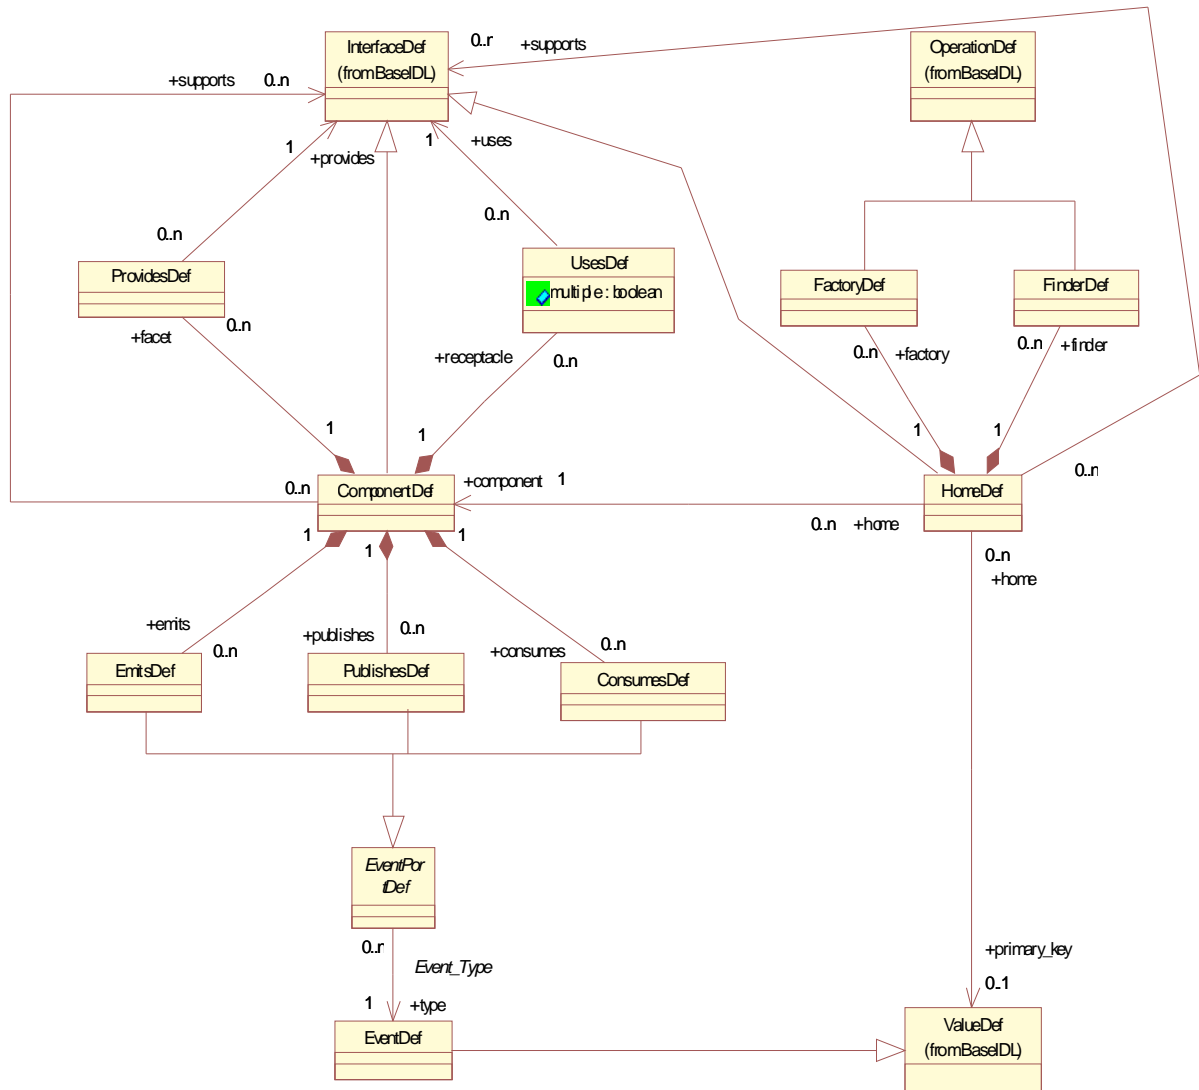 InterfaceDef
(fromBaseIDL)
0..r
+supports
OperationDef
(fromBaseIDL)
+supports
0..n
1
+provides
1
+uses
0..n
0..n
ProvidesDef
UsesDef
multiple : boolean
FactoryDef
FinderDef
+facet
0..n
+receptacle
0..n
0..n
+factory
0..n
+finder
1
1
1
1
0..n
ComponentDef
+component
1
HomeDef
0..n
0..n
+home
1
1
1
0..n
+home
+emits
0..n
+publishes
0..n
+consumes
0..n
EmitsDef
PublishesDef
ConsumesDef
EventPor
tDef
0..n
Event_Type
1
+type
+primary_key
0..1
EventDef
ValueDef
(fromBaseIDL)